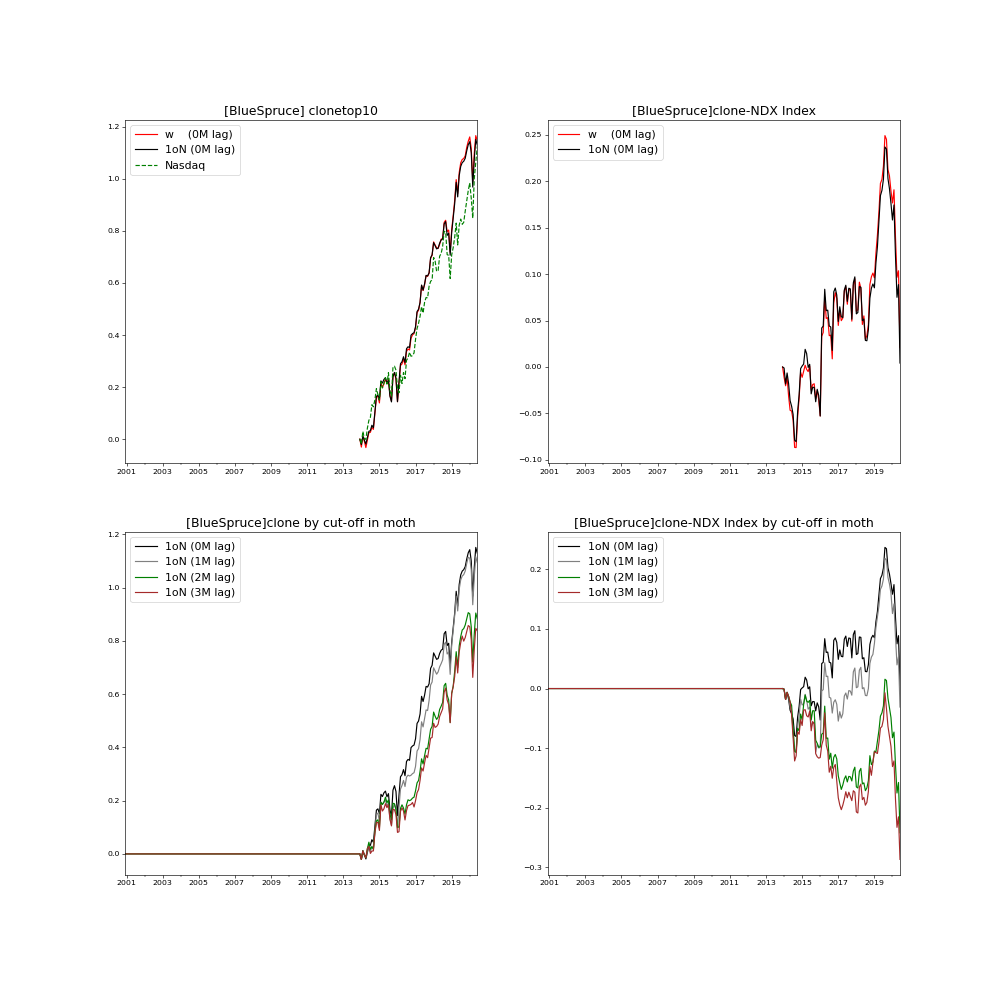 [BlueSpruce] clonetop10
1.2
1.0
0.8
0.6
0.4
0.2
0.0
w    (0M lag)
1oN (0M lag)
Nasdaq
2001 2003 2005 2007 2009 2011 2013 2015 2017 2019
[BlueSpruce]clone-NDX Index
0.25
0.20
0.15
0.10
0.05
0.00
−0.05
−0.10
w    (0M lag)
1oN (0M lag)
2001 2003 2005 2007 2009 2011 2013 2015 2017 2019
[BlueSpruce]clone by cut-off in moth
1.2
1.0
0.8
0.6
0.4
0.2
0.0
1oN (0M lag)
1oN (1M lag)
1oN (2M lag)
1oN (3M lag)
2001 2003 2005 2007 2009 2011 2013 2015 2017 2019
[BlueSpruce]clone-NDX Index by cut-off in moth
0.2
0.1
0.0
−0.1
−0.2
−0.3
1oN (0M lag)
1oN (1M lag)
1oN (2M lag)
1oN (3M lag)
2001 2003 2005 2007 2009 2011 2013 2015 2017 2019